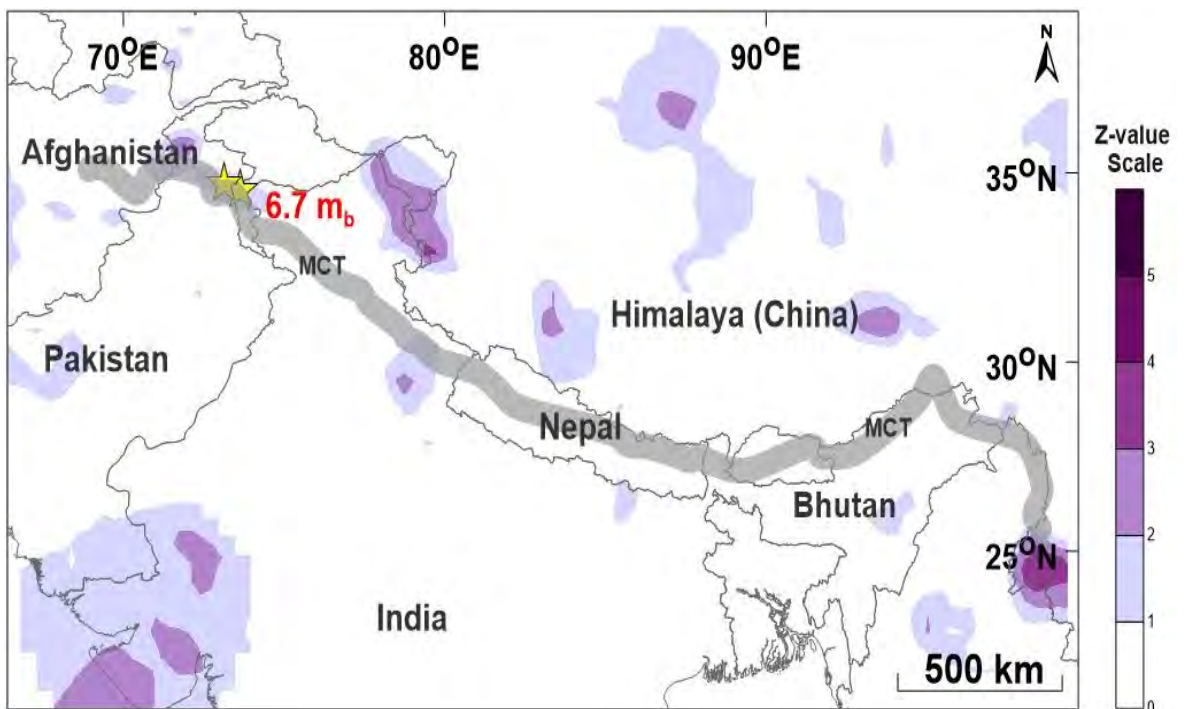 70°E
80°E
90°E
N
Z-value
Scale
Afghanistan
35°N
6.7 mb
MCT
5
Himalaya (China)
4
Pakistan
30°N
Nepal
MCT
3
Bhutan
2
25°N
India
1
500 km
0